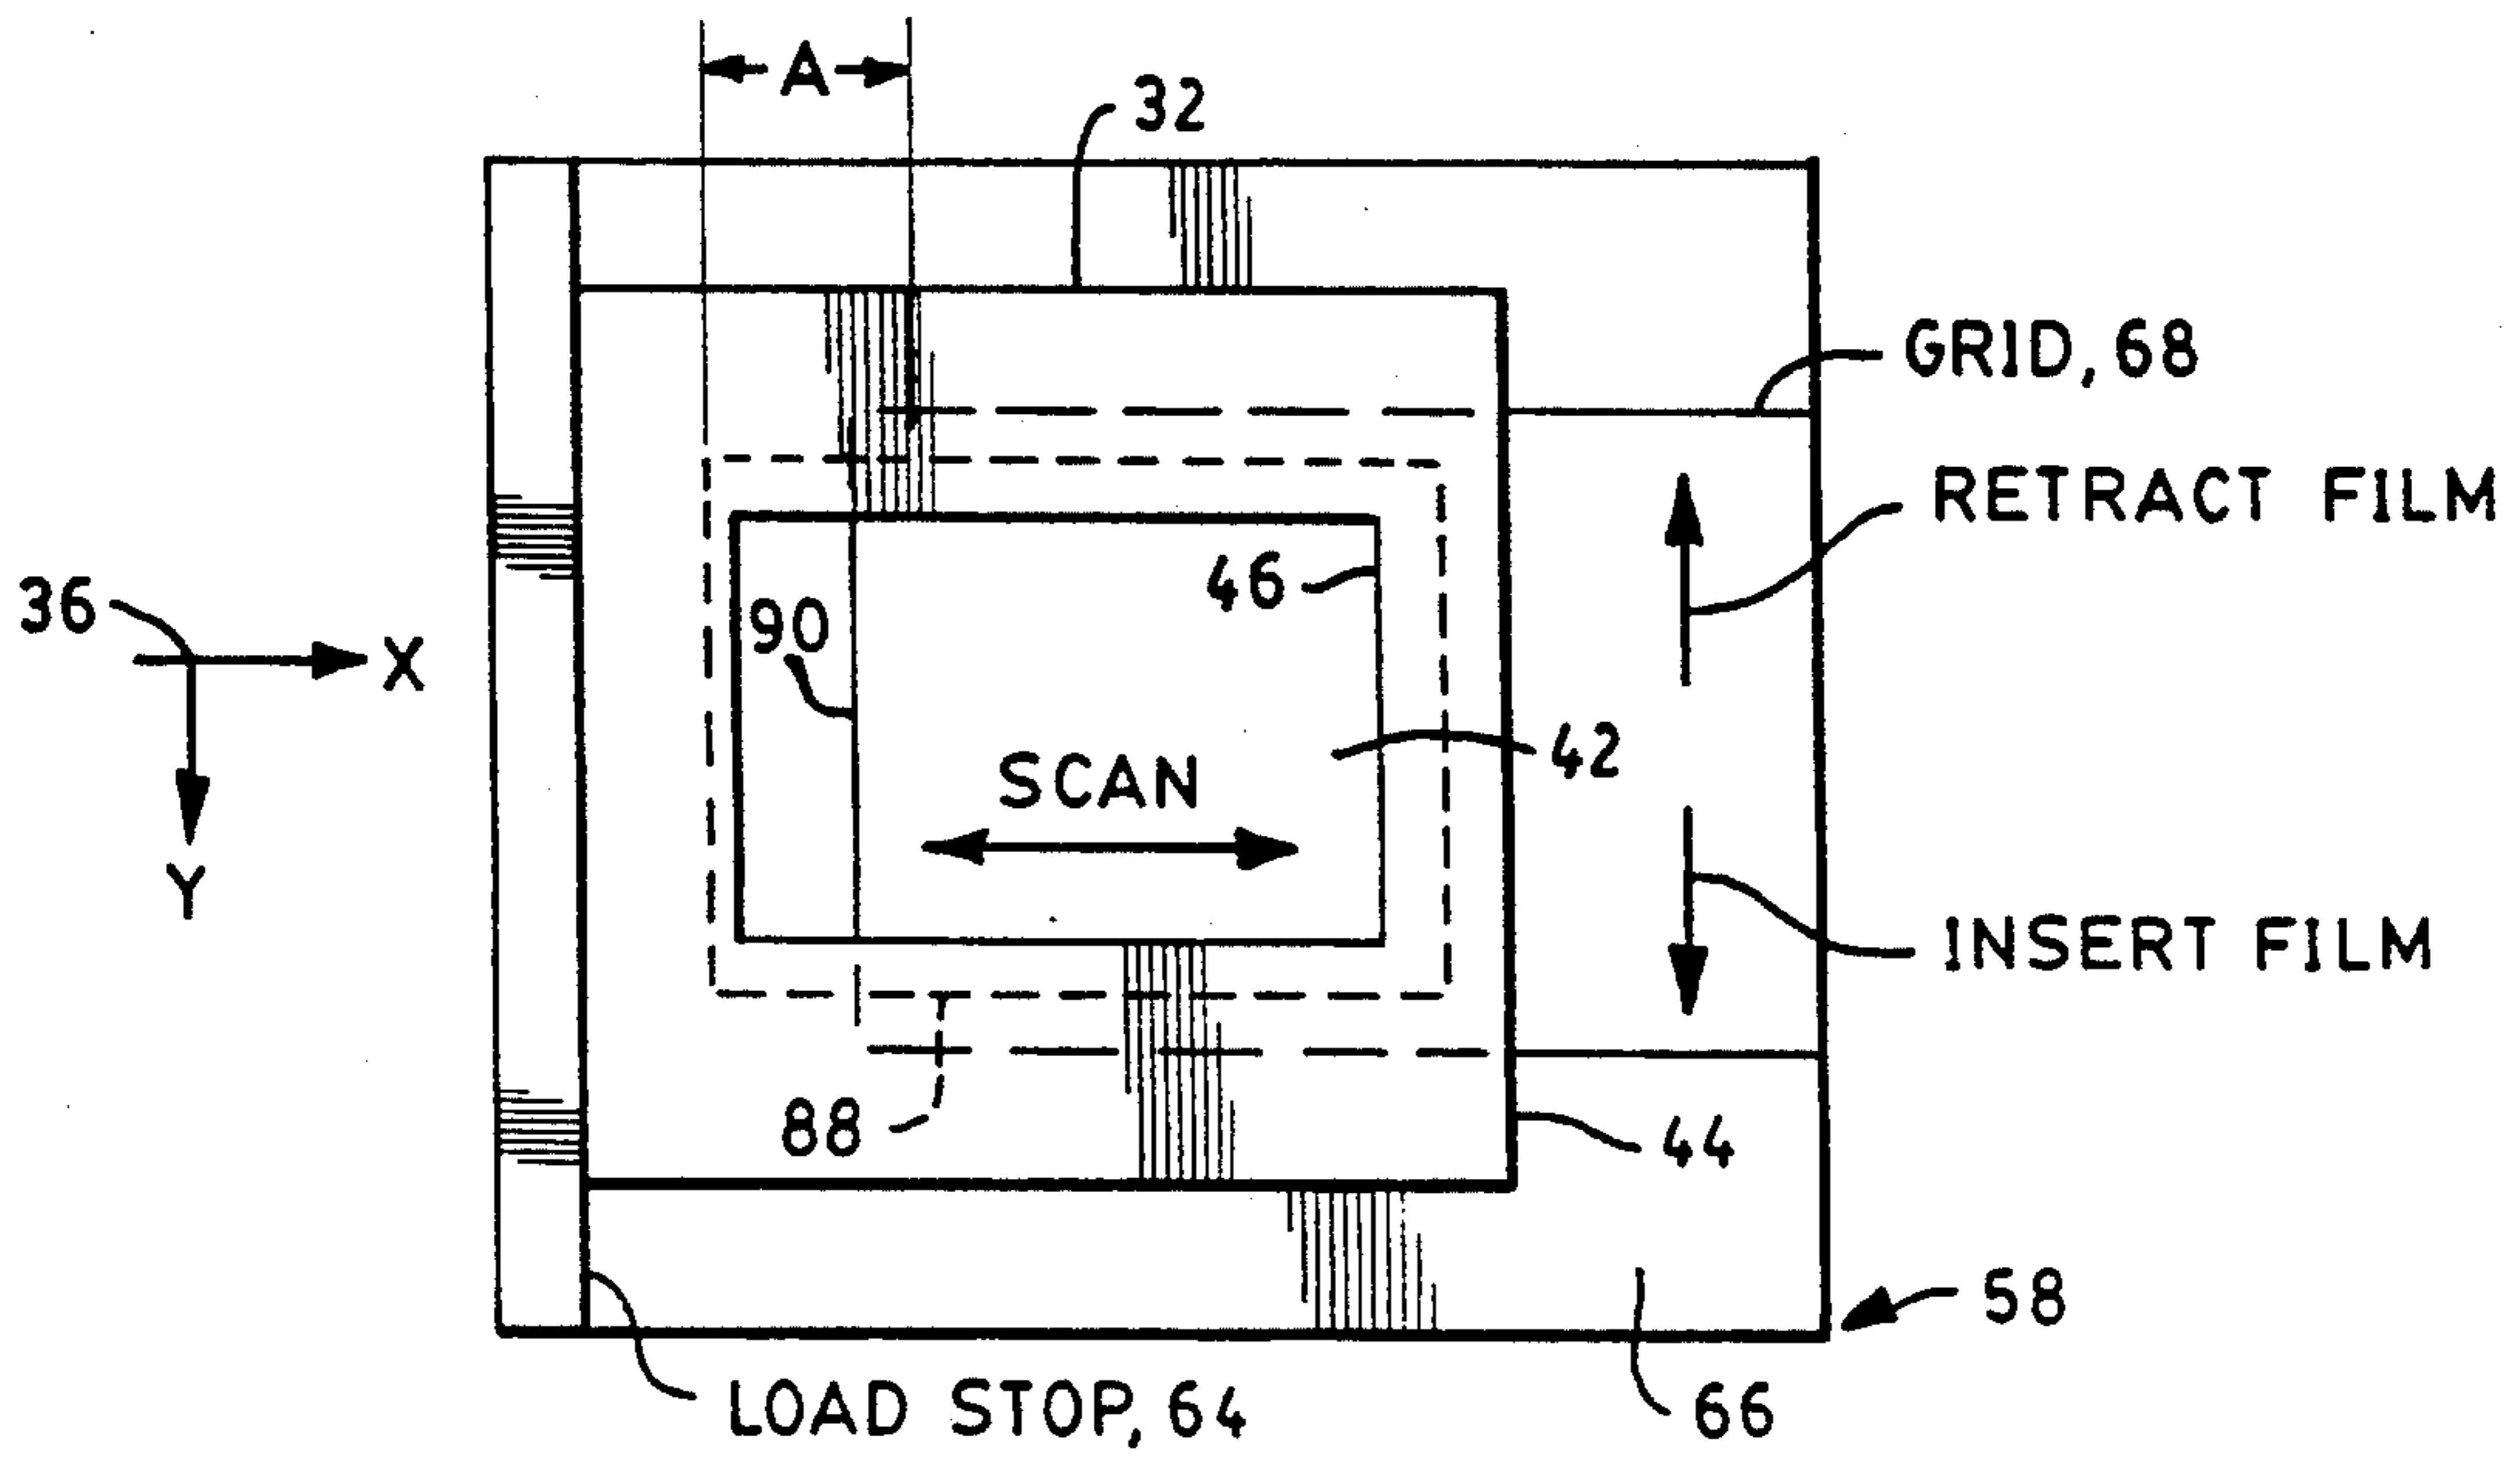 A
32
GRID, 68
RETRACT FILM
46
36
X
90
42
SCAN
Y
INSERT FILM
88
44
58
LOAD STOP, 64
66